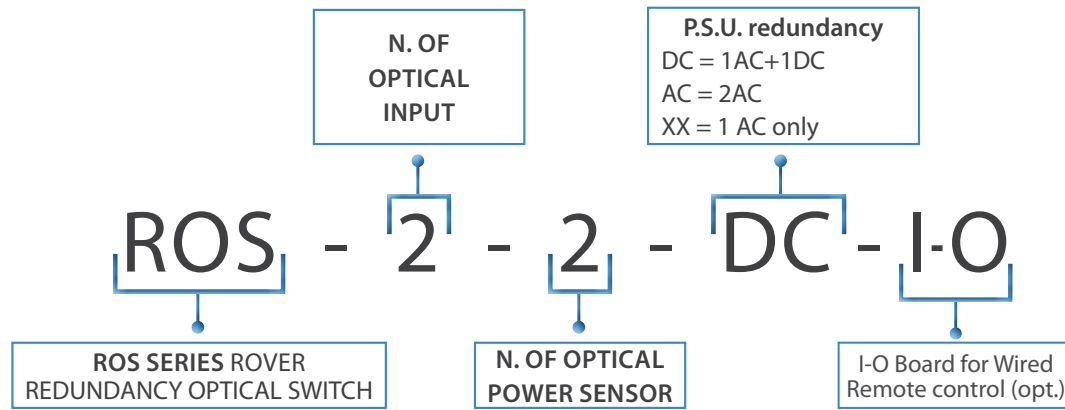 N. OF
OPTICAL
INPUT
P.S.U. redundancy
DC = 1AC+1DC
AC = 2AC
XX = 1 AC only
ROS - 2 - 2 - DC - I-O
ROS SERIES ROVER
REDUNDANCY OPTICAL SWITCH
N. OF OPTICAL
POWER SENSOR
I-O Board for Wired
Remote control (opt.)